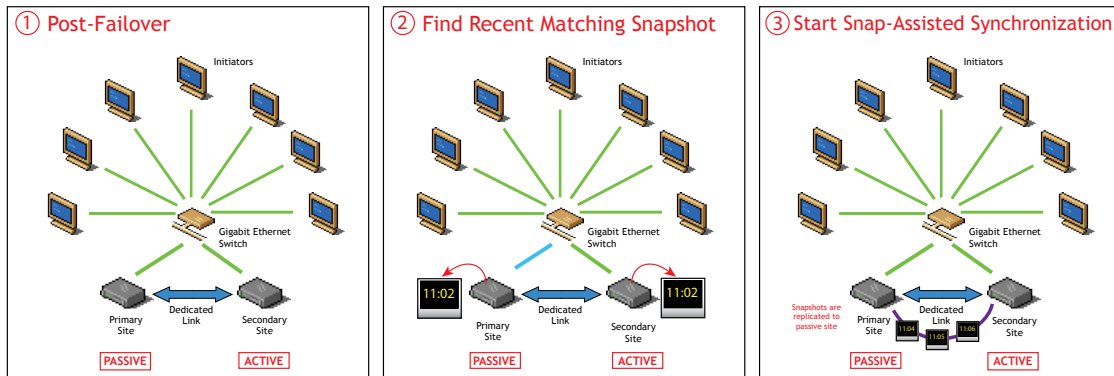 1 Post-Failover
Initiators
Gigabit Ethernet
Switch
Primary
Site
Dedicated
Link
Secondary
Site
PASSIVE
ACTIVE
2 Find Recent Matching Snapshot
Initiators
Gigabit Ethernet
Switch
11:02
11:02
Primary
Site
Dedicated
Link
Secondary
Site
PASSIVE
ACTIVE
3 Start Snap-Assisted Synchronization
Initiators
Gigabit Ethernet
Switch
Snapshots are
replicated to
passive site
Primary
Site
Dedicated
Link
Secondary
Site
11:04
11:05
11:06
PASSIVE
ACTIVE